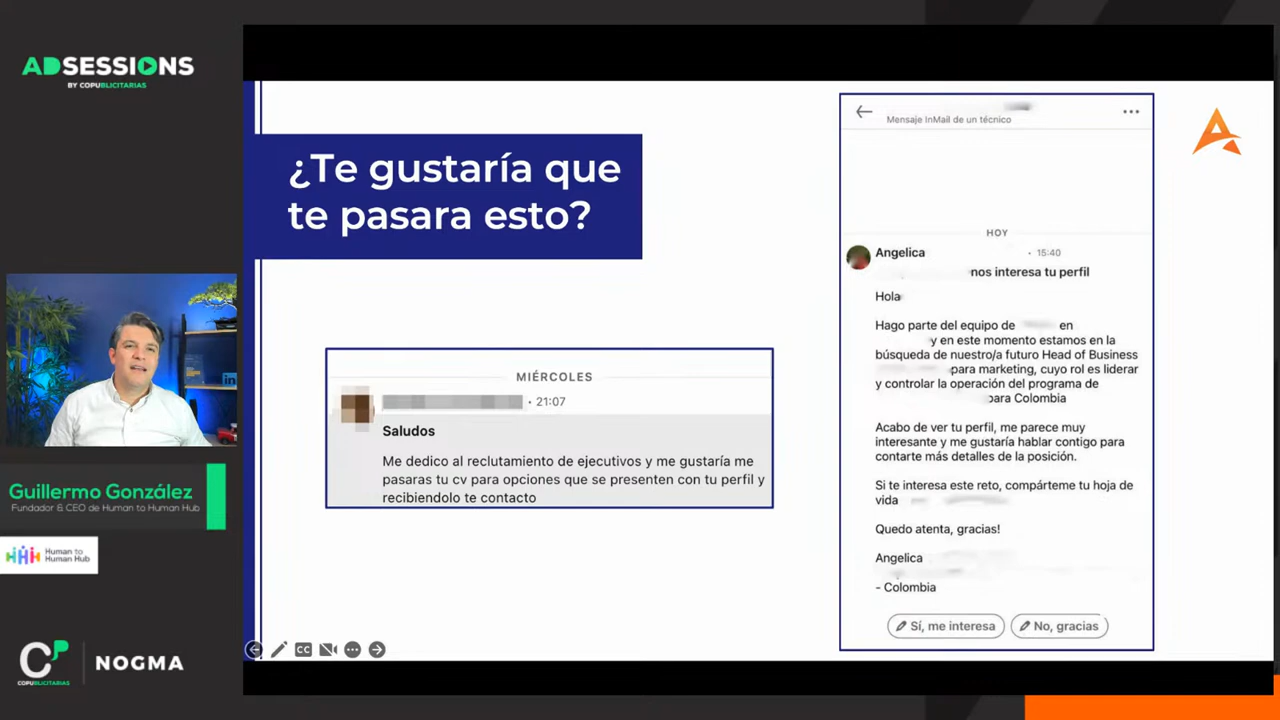 ADSESSIONS
BY COPUBLICITARIAS
¿Te gustaría que
te pasara esto?
MIÉRCOLES
· 21:07
Saludos
Me dedico al reclutamiento de ejecutivos y me gustaría me
pasaras tu cv para opciones que se presenten con tu perfil y
recibiendolo te contacto
Mensaje InMail de un técnico
HOY
Angelica · 15:40
nos interesa tu perfil
Hola
Hago parte del equipo de en
y en este momento estamos en la
búsqueda de nuestro/a futuro Head of Business
para marketing, cuyo rol es liderar
y controlar la operación del programa de
para Colombia
Acabo de ver tu perfil, me parece muy
interesante y me gustaría hablar contigo para
contarte más detalles de la posición.
Si te interesa este reto, compárteme tu hoja de
vida
Quedo atenta, gracias!
Angelica
- Colombia
Sí, me interesa No, gracias
Guillermo González
Fundador & CEO de Human to Human Hub
Human to
Human Hub
CP NOGMA
COPUBLICITARIAS
CC
in